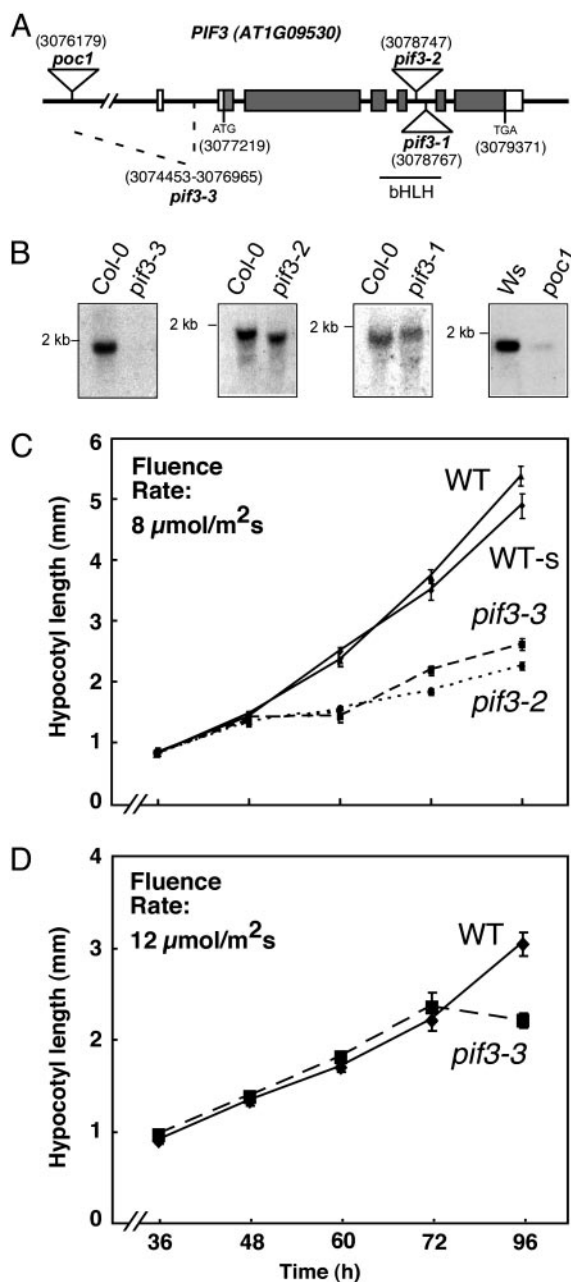 A
PIF3 (AT1G09530)
(3076179)
poc1
(3078747)
pif3-2
ATG
(3077219)
pif3-1
(3078767)
TGA
(3079371)
(3074453-3076965)
pif3-3
bHLH
B
Col-0 pif3-3 Col-0 pif3-2 Col-0 pif3-1 Ws poc1
2 kb 2 kb 2 kb 2 kb
C
Fluence
Rate:
8 µmol/m²s
WT
WT-s
pif3-3
pif3-2
Hypocotyl length (mm)
6
5
4
3
2
1
0
D
Fluence
Rate:
12 µmol/m²s
WT
pif3-3
Hypocotyl length (mm)
4
3
2
1
0
36 48 60 72 96
Time (h)